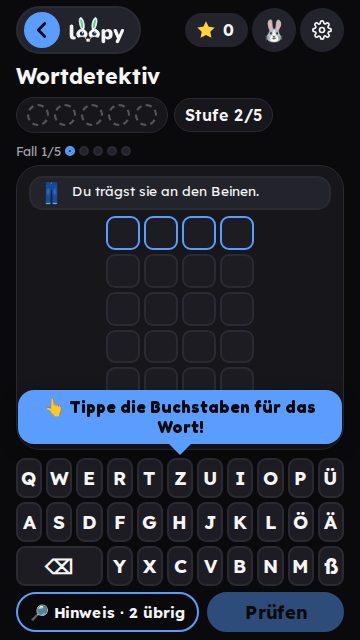 loopy
0
Wortdetektiv
Stufe 2/5
Fall 1/5
Du trägst sie an den Beinen.
Tippe die Buchstaben für das
Wort!
Q W E R T Z U I O P Ü
A S D F G H J K L Ö Ä
Y X C V B N M ß
Hinweis · 2 übrig
Prüfen